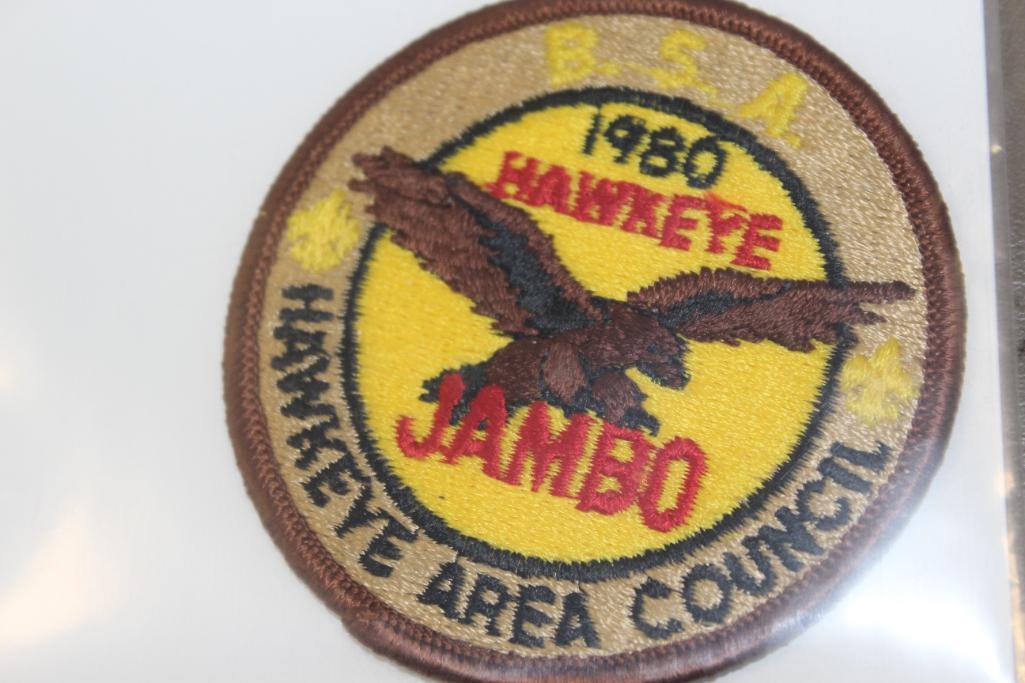 B.S.A.
1980
HAWKEYE
JAMBO
HAWKEYE AREA COUNCIL